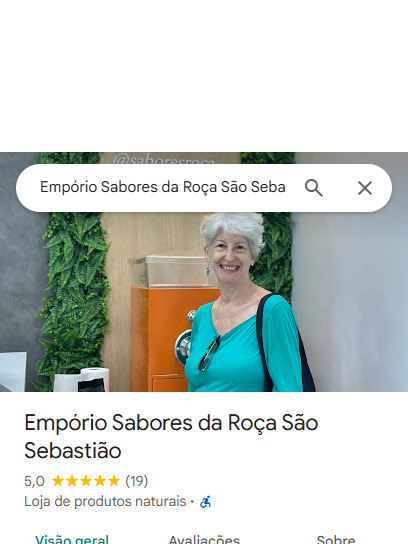 @saboresroca
Empório Sabores da Roça São Seba
Empório Sabores da Roça São
Sebastião
5,0 (19)
Loja de produtos naturais ·
Visão geral Avaliações Sobre